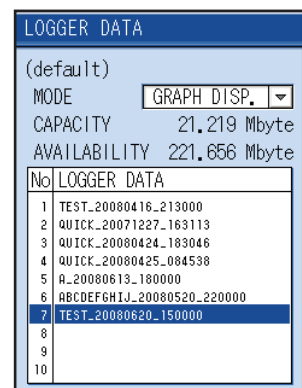 LOGGER DATA
(default)
MODE GRAPH DISP.
CAPACITY 21.219 Mbyte
AVAILABILITY 221.656 Mbyte
No LOGGER DATA
1 TEST_20080416_213000
2 QUICK_20071227_163113
3 QUICK_20080424_183046
4 QUICK_20080425_084538
5 A_20080613_180000
6 ABCDEFGHIJ_20080520_220000
7 TEST_20080620_150000
8
9
10